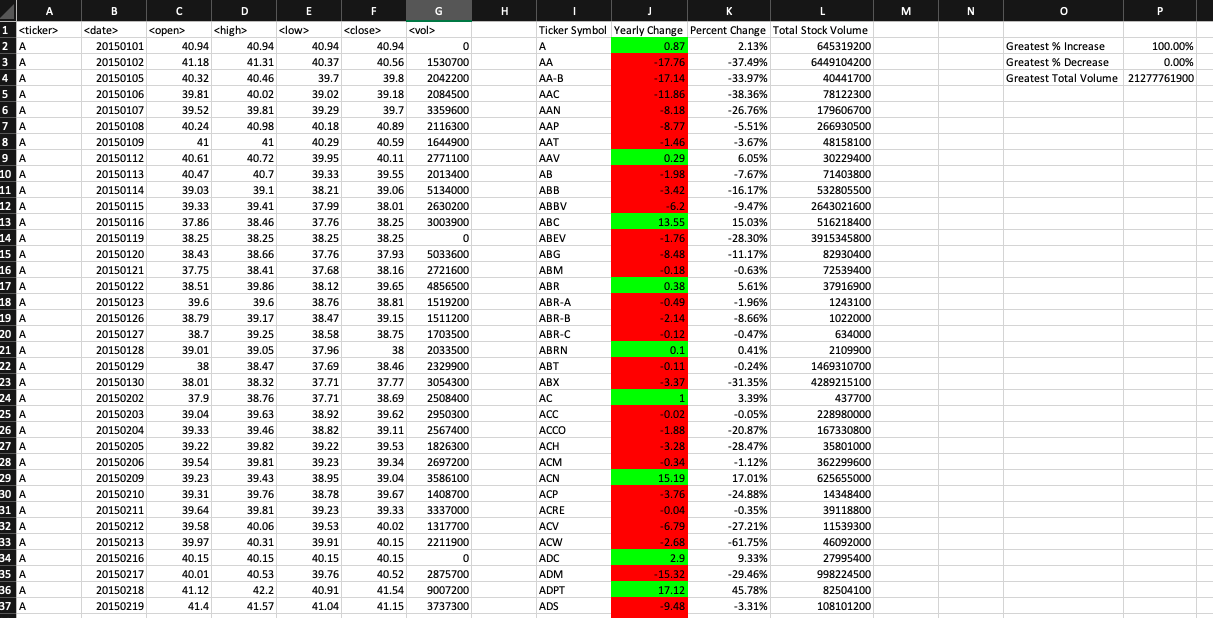 A B C D E F G H I J K L M N O P
1 <ticker> <date> <open> <high> <low> <close> <vol> Ticker Symbol Yearly Change Percent Change Total Stock Volume
2 A 20150101 40.94 40.94 40.94 40.94 0 A 0.87 2.13% 645319200 Greatest % Increase 100.00%
3 A 20150102 41.18 41.31 40.37 40.56 1530700 AA -17.76 -37.49% 6449104200 Greatest % Decrease 0.00%
4 A 20150105 40.32 40.46 39.7 39.8 2042200 AA-B -17.14 -33.97% 40441700 Greatest Total Volume 21277761900
5 A 20150106 39.81 40.02 39.02 39.18 2084500 AAC -11.86 -38.36% 78122300
6 A 20150107 39.52 39.81 39.29 39.7 3359600 AAN -8.18 -26.76% 179606700
7 A 20150108 40.24 40.98 40.18 40.89 2116300 AAP -8.77 -5.51% 266930500
8 A 20150109 41 41 40.29 40.59 1644900 AAT -1.46 -3.67% 48158100
9 A 20150112 40.61 40.72 39.95 40.11 2771100 AAV 0.29 6.05% 30229400
10 A 20150113 40.47 40.7 39.33 39.55 2013400 AB -1.98 -7.67% 71403800
11 A 20150114 39.03 39.1 38.21 39.06 5134000 ABB -3.42 -16.17% 532805500
12 A 20150115 39.33 39.41 37.99 38.01 2630200 ABBV -6.2 -9.47% 2643021600
13 A 20150116 37.86 38.46 37.76 38.25 3003900 ABC 13.55 15.03% 516218400
14 A 20150119 38.25 38.25 38.25 38.25 0 ABEV -1.76 -28.30% 3915345800
15 A 20150120 38.43 38.66 37.76 37.93 5033600 ABG -8.48 -11.17% 82930400
16 A 20150121 37.75 38.41 37.68 38.16 2721600 ABM -0.18 -0.63% 72539400
17 A 20150122 38.51 39.86 38.12 39.65 4856500 ABR 0.38 5.61% 37916900
18 A 20150123 39.6 39.6 38.76 38.81 1519200 ABR-A -0.49 -1.96% 1243100
19 A 20150126 38.79 39.17 38.47 39.15 1511200 ABR-B -2.14 -8.66% 1022000
20 A 20150127 38.7 39.25 38.58 38.75 1703500 ABR-C -0.12 -0.47% 634000
21 A 20150128 39.01 39.05 37.96 38 2033500 ABRN 0.1 0.41% 2109900
22 A 20150129 38 38.47 37.69 38.46 2329900 ABT -0.11 -0.24% 1469310700
23 A 20150130 38.01 38.32 37.71 37.77 3054300 ABX -3.37 -31.35% 4289215100
24 A 20150202 37.9 38.76 37.71 38.69 2508400 AC 1 3.39% 437700
25 A 20150203 39.04 39.63 38.92 39.62 2950300 ACC -0.02 -0.05% 228980000
26 A 20150204 39.33 39.46 38.82 39.11 2567400 ACCO -1.88 -20.87% 167330800
27 A 20150205 39.22 39.82 39.22 39.53 1826300 ACH -3.28 -28.47% 35801000
28 A 20150206 39.54 39.81 39.23 39.34 2697200 ACM -0.34 -1.12% 362299600
29 A 20150209 39.23 39.43 38.95 39.04 3586100 ACN 15.19 17.01% 625655000
30 A 20150210 39.31 39.76 38.78 39.67 1408700 ACP -3.76 -24.88% 14348400
31 A 20150211 39.64 39.81 39.23 39.33 3337000 ACRE -0.04 -0.35% 39118800
32 A 20150212 39.58 40.06 39.53 40.02 1317700 ACV -6.79 -27.21% 11539300
33 A 20150213 39.97 40.31 39.91 40.15 2211900 ACW -2.68 -61.75% 46092000
34 A 20150216 40.15 40.15 40.15 40.15 0 ADC 2.9 9.33% 27995400
35 A 20150217 40.01 40.53 39.76 40.52 2875700 ADM -15.32 -29.46% 998224500
36 A 20150218 41.12 42.2 40.91 41.54 9007200 ADPT 17.12 45.78% 82504100
37 A 20150219 41.4 41.57 41.04 41.15 3737300 ADS -9.48 -3.31% 108101200